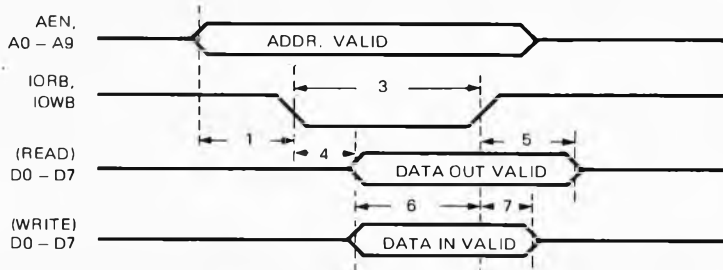 AEN,
A0 – A9
ADDR. VALID
IORB,
IOWB
3
1
4
5
(READ)
D0 – D7
DATA OUT VALID
6
7
(WRITE)
D0 – D7
DATA IN VALID